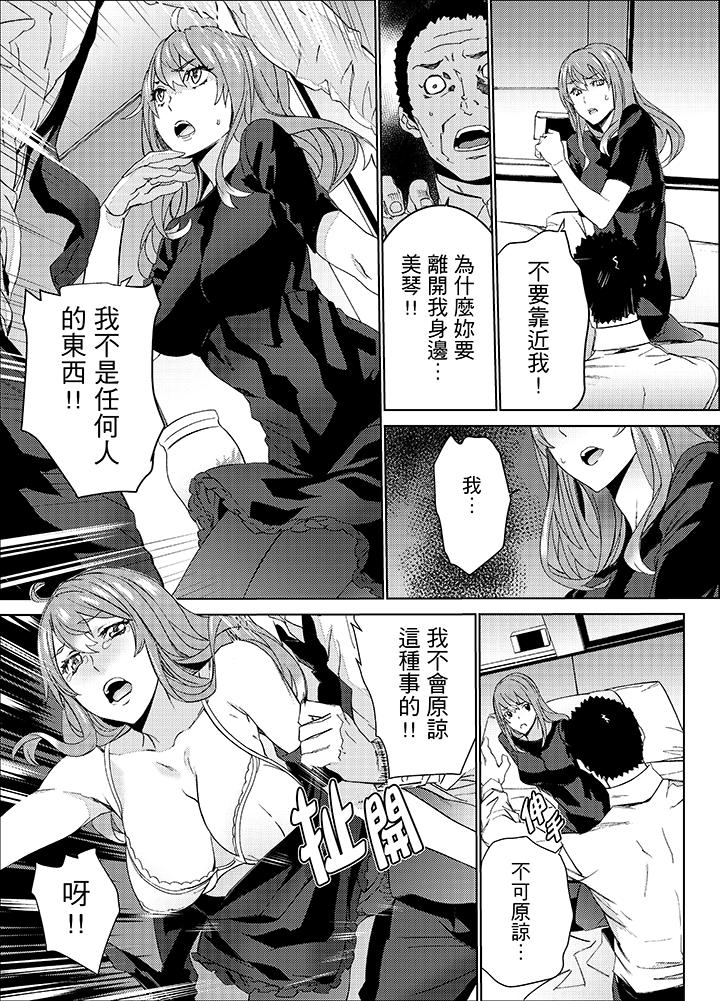 不要靠近我！
為什麼妳要
離開我身邊…
美琴!!
我不是任何人
的東西!!
我…
伸手
不可原諒…
我不會原諒
這種事的!!
扯開
呀!!